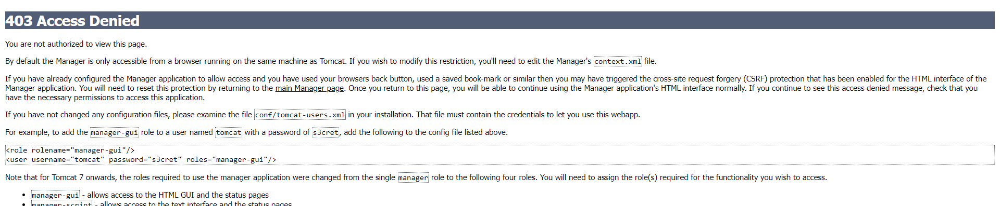 403 Access Denied
You are not authorized to view this page.
By default the Manager is only accessible from a browser running on the same machine as Tomcat. If you wish to modify this restriction, you'll need to edit the Manager's context.xml file.
If you have already configured the Manager application to allow access and you have used your browsers back button, used a saved book-mark or similar then you may have triggered the cross-site request forgery (CSRF) protection that has been enabled for the HTML interface of the
Manager application. You will need to reset this protection by returning to the main Manager page. Once you return to this page, you will be able to continue using the Manager application's HTML interface normally. If you continue to see this access denied message, check that you
have the necessary permissions to access this application.
If you have not changed any configuration files, please examine the file conf/tomcat-users.xml in your installation. That file must contain the credentials to let you use this webapp.
For example, to add the manager-gui role to a user named tomcat with a password of s3cret, add the following to the config file listed above.
<role rolename="manager-gui"/>
<user username="tomcat" password="s3cret" roles="manager-gui"/>
Note that for Tomcat 7 onwards, the roles required to use the manager application were changed from the single manager role to the following four roles. You will need to assign the role(s) required for the functionality you wish to access.
• manager-gui - allows access to the HTML GUI and the status pages
• manager-script - allows access to the text interface and the status pages